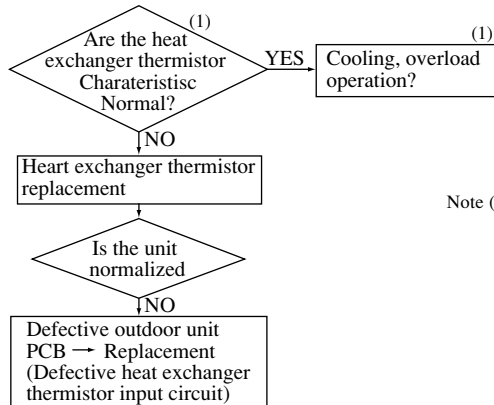 (1)
Are the heat
exchanger thermistor
Charateristisc
Normal?
YES
(1)
Cooling, overload
operation?
NO
Heart exchanger thermistor
replacement
Note (
Is the unit
normalized
NO
Defective outdoor unit
PCB → Replacement
(Defective heat exchanger
thermistor input circuit)